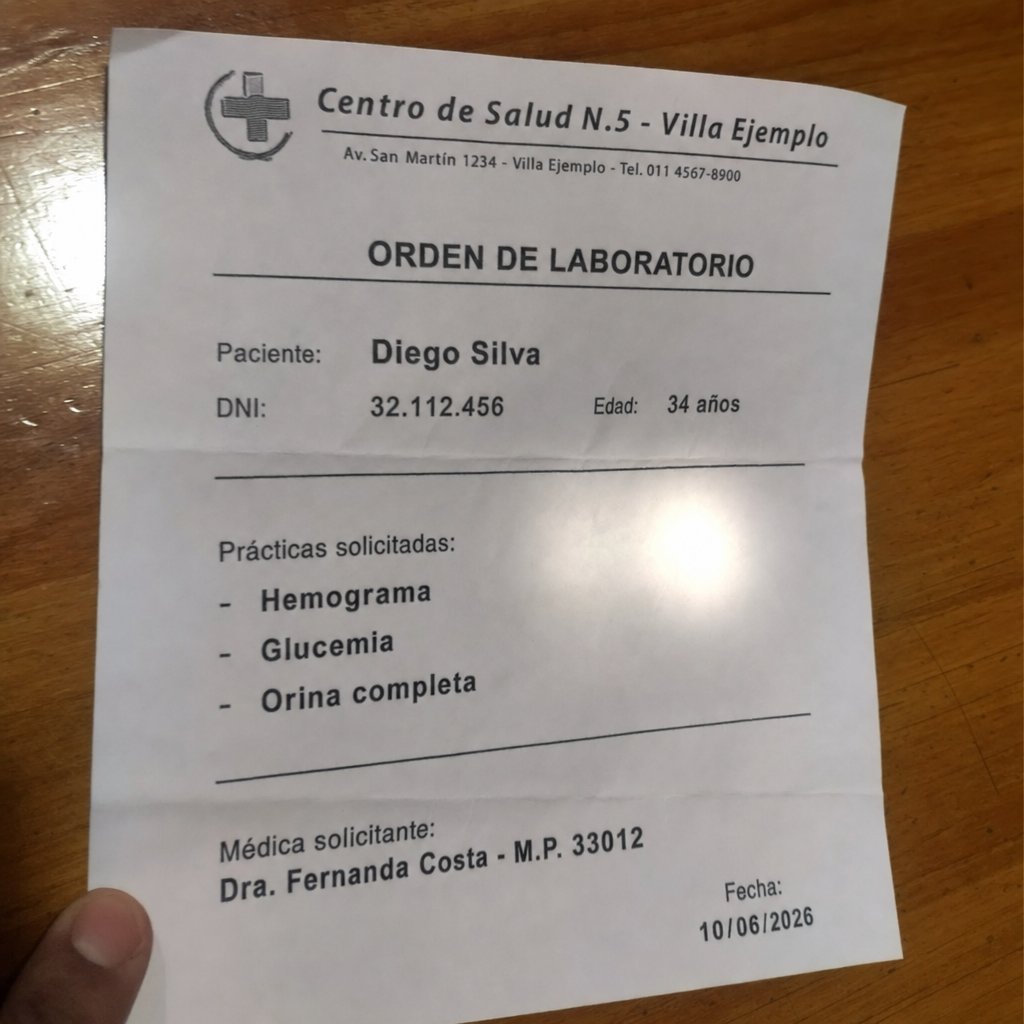 Centro de Salud N.5 - Villa Ejemplo
Av. San Martín 1234 - Villa Ejemplo - Tel. 011 4567-8900
ORDEN DE LABORATORIO
Paciente: Diego Silva
DNI: 32.112.456 Edad: 34 años
Prácticas solicitadas:
- Hemograma
- Glucemia
- Orina completa
Médica solicitante:
Dra. Fernanda Costa - M.P. 33012
Fecha:
10/06/2026